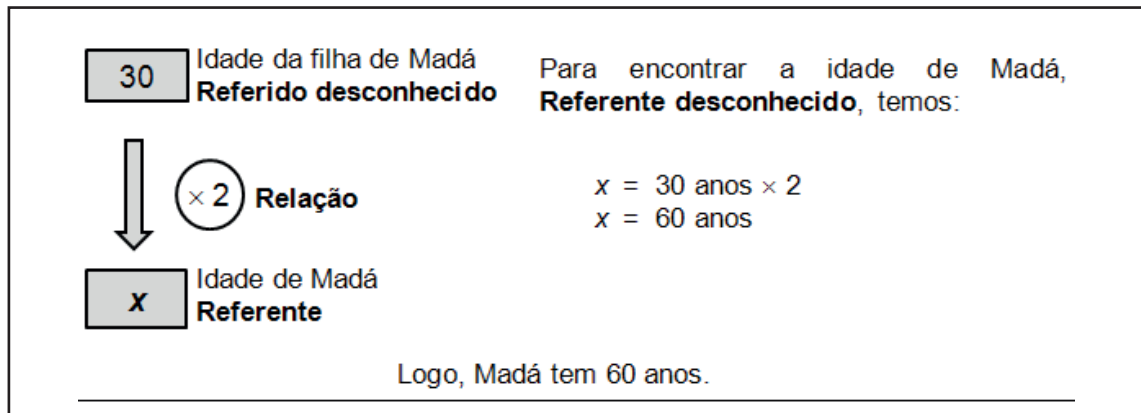 30
Idade da filha de Madá
Referido desconhecido
× 2
Relação
x
Idade de Madá
Referente
Para encontrar a idade de Madá,
Referente desconhecido, temos:
x = 30 anos × 2
x = 60 anos
Logo, Madá tem 60 anos.